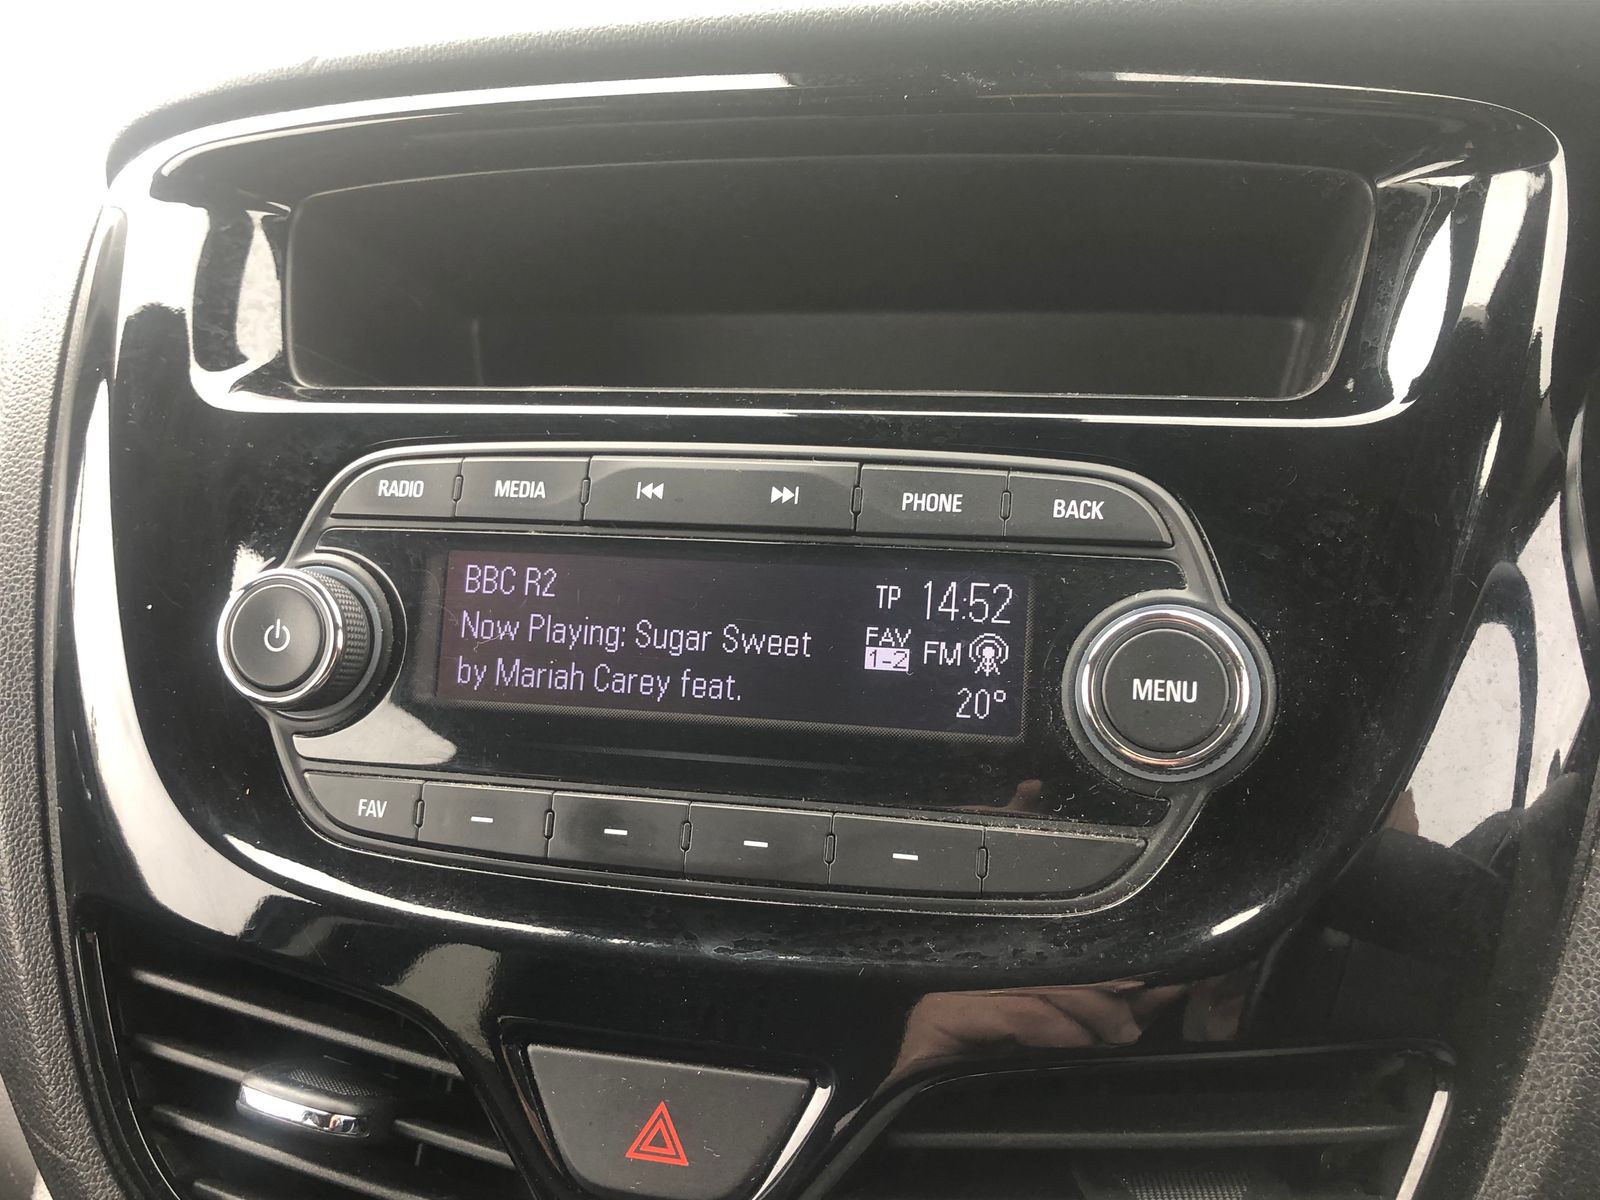 RADIO MEDIA PHONE BACK
BBC R2
TP 14:52
Now Playing: Sugar Sweet
FAV
1-2 FM
by Mariah Carey feat.
20°
MENU
FAV